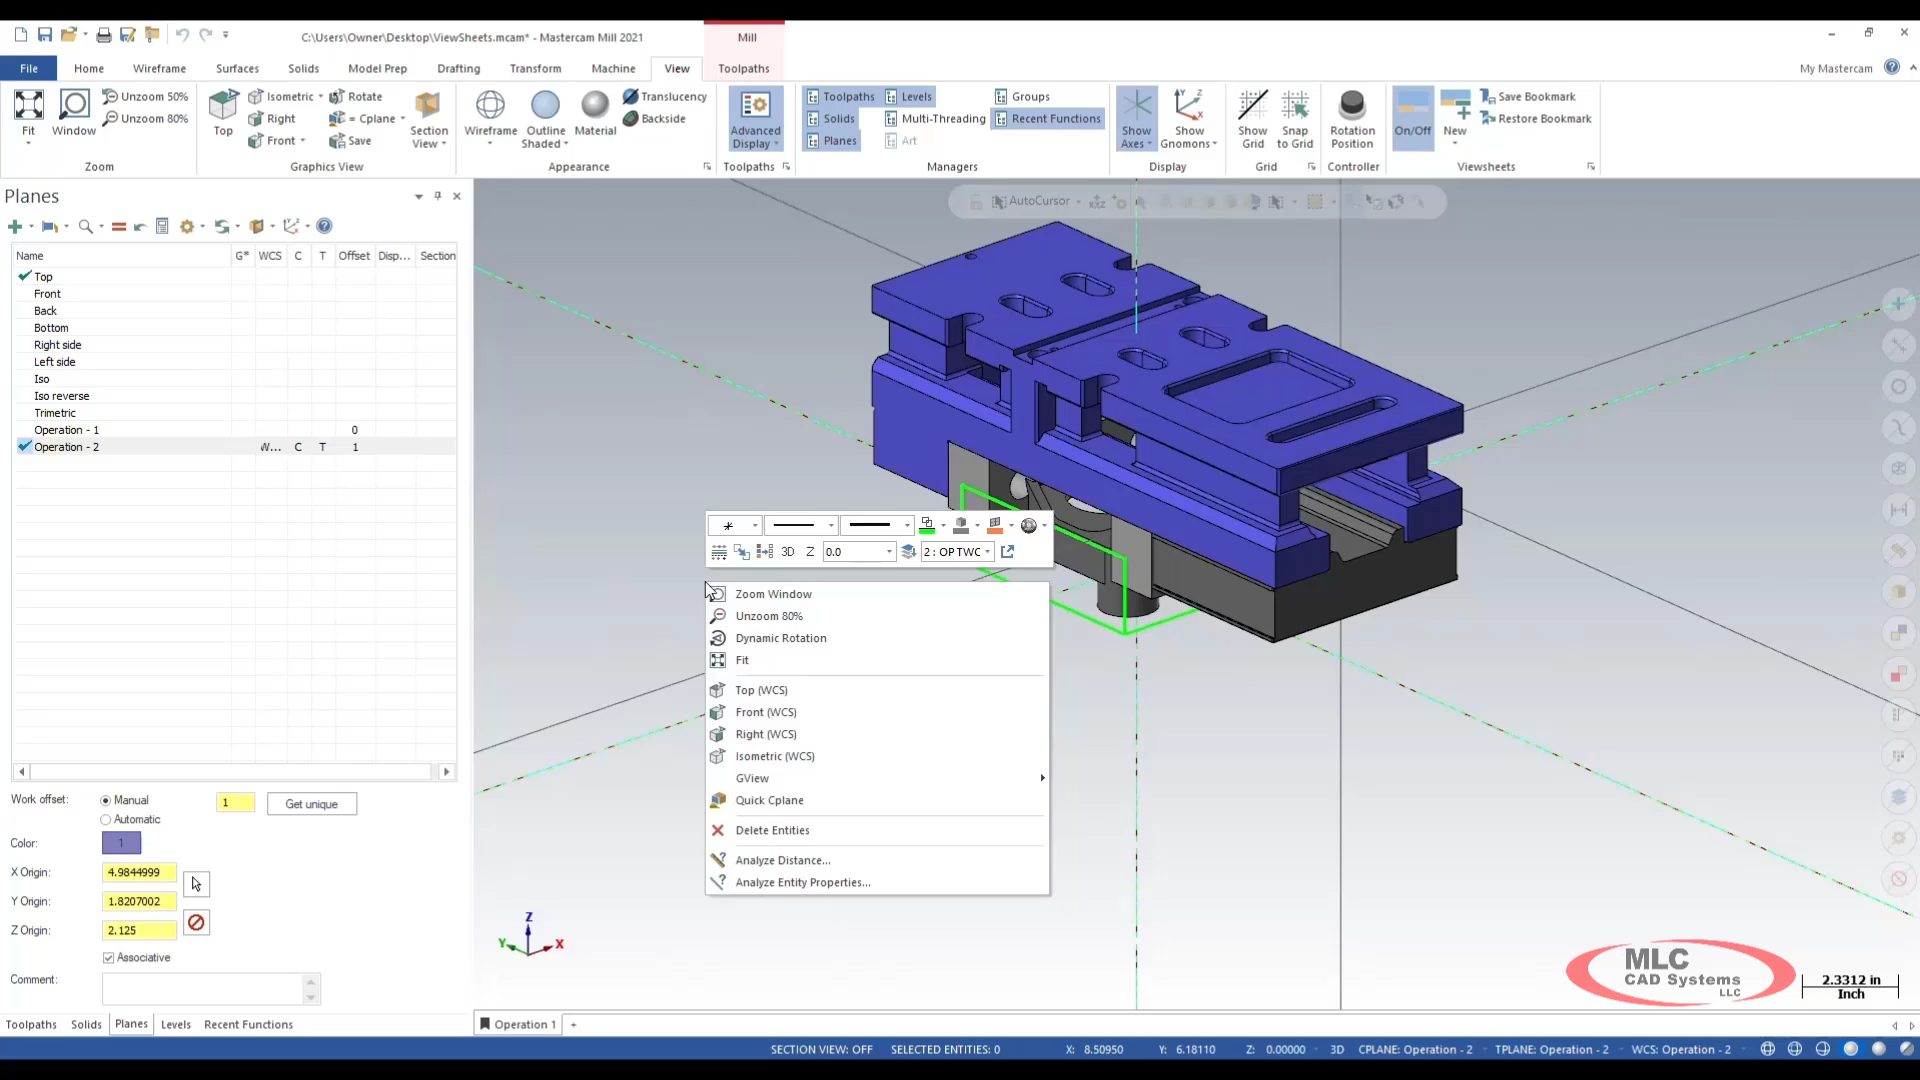 C:\Users\Owner\Desktop\ViewSheets.mcam* - Mastercam Mill 2021
Mill
File Home Wireframe Surfaces Solids Model Prep Drafting Transform Machine View Toolpaths
My Mastercam
Fit
Window
Unzoom 50%
Unzoom 80%
Zoom
Top
Isometric
Right
Front
Rotate
= Cplane
Save
Section
View
Graphics View
Wireframe
Outline
Shaded
Material
Translucency
Backside
Appearance
Advanced
Display
Toolpaths
Toolpaths
Solids
Planes
Levels
Multi-Threading
Art
Groups
Recent Functions
Managers
Show
Axes
Show
Gnomons
Display
Show
Grid
Snap
to Grid
Grid
Rotation
Position
Controller
On/Off
New
Save Bookmark
Restore Bookmark
Viewsheets
Planes
Name G* WCS C T Offset Disp... Section
Top
Front
Back
Bottom
Right side
Left side
Iso
Iso reverse
Trimetric
Operation - 1 0
Operation - 2 W... C T 1
Work offset: Manual 1 Get unique
Automatic
Color: 1
X Origin: 4.9844999
Y Origin: 1.8207002
Z Origin: 2.125
Associative
Comment:
Toolpaths Solids Planes Levels Recent Functions
AutoCursor
3D Z 0.0 2 : OP TWC
Zoom Window
Unzoom 80%
Dynamic Rotation
Fit
Top (WCS)
Front (WCS)
Right (WCS)
Isometric (WCS)
GView
Quick Cplane
Delete Entities
Analyze Distance...
Analyze Entity Properties...
Z
Y X
MLC
CAD Systems
LLC
2.3312 in
Inch
Operation 1 +
SECTION VIEW: OFF SELECTED ENTITIES: 0 X: 8.50950 Y: 6.18110 Z: 0.00000 3D CPLANE: Operation - 2 TPLANE: Operation - 2 WCS: Operation - 2